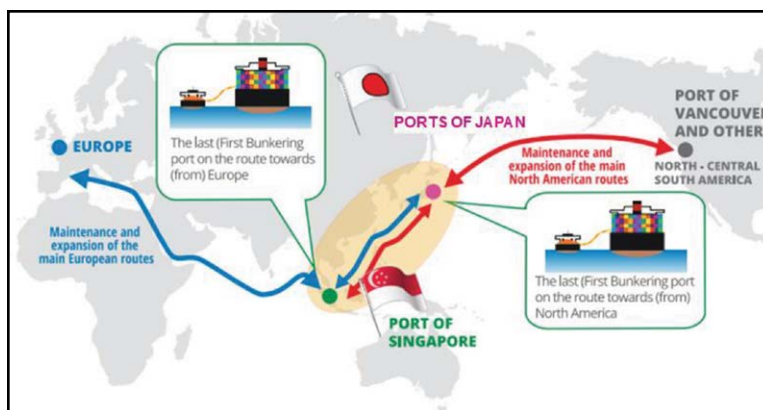 EUROPE
The last (First Bunkering
port on the route towards
(from) Europe
PORTS OF JAPAN
PORT OF
VANCOUVER
AND OTHER
NORTH - CENTRAL
SOUTH AMERICA
Maintenance and
expansion of the main
North American routes
Maintenance and
expansion of the
main European routes
The last (First Bunkering port
on the route towards (from)
North America
PORT OF
SINGAPORE